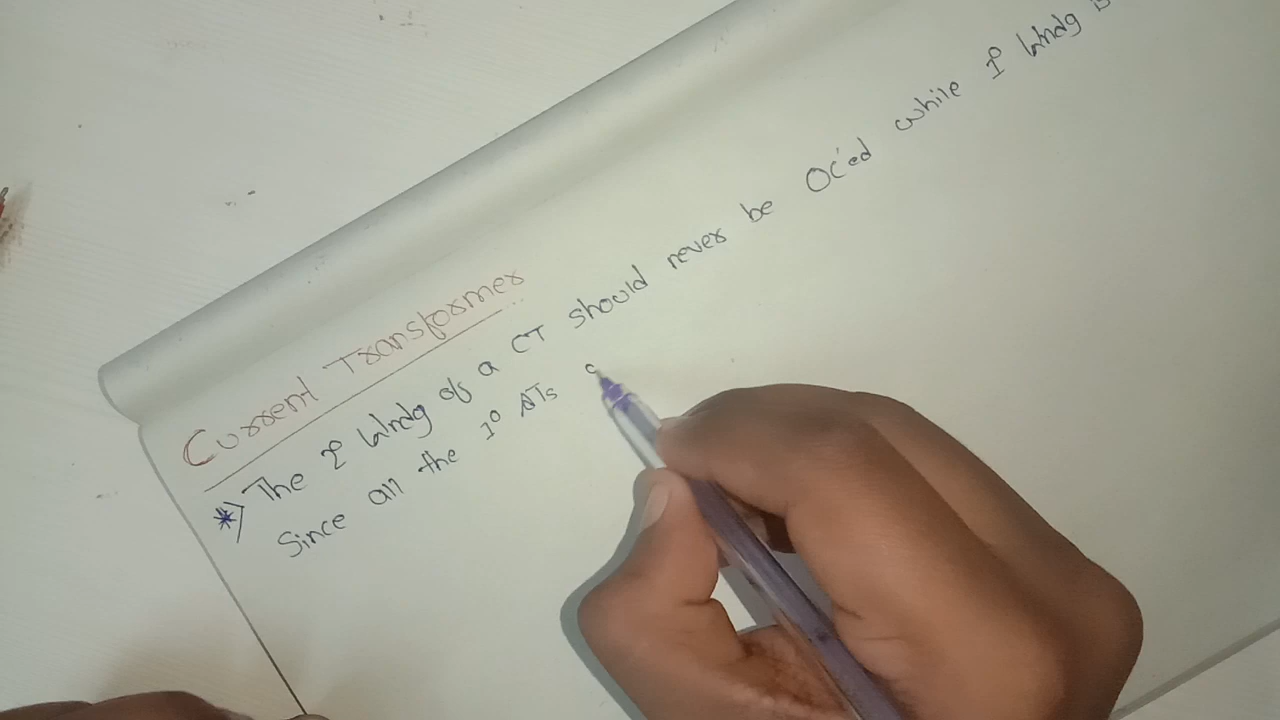 Current Transformer
*) The 2° Wndg of a CT should never be OC'ed while 1° Wndg is
Since all the 1° ATs